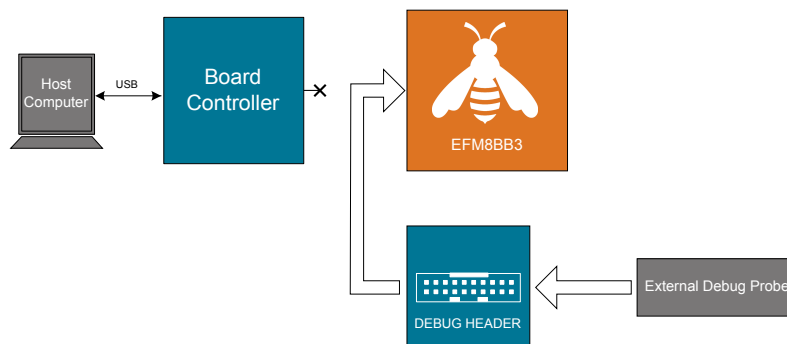 Host
Computer
USB
Board
Controller
EFM8BB3
DEBUG HEADER
External Debug Probe